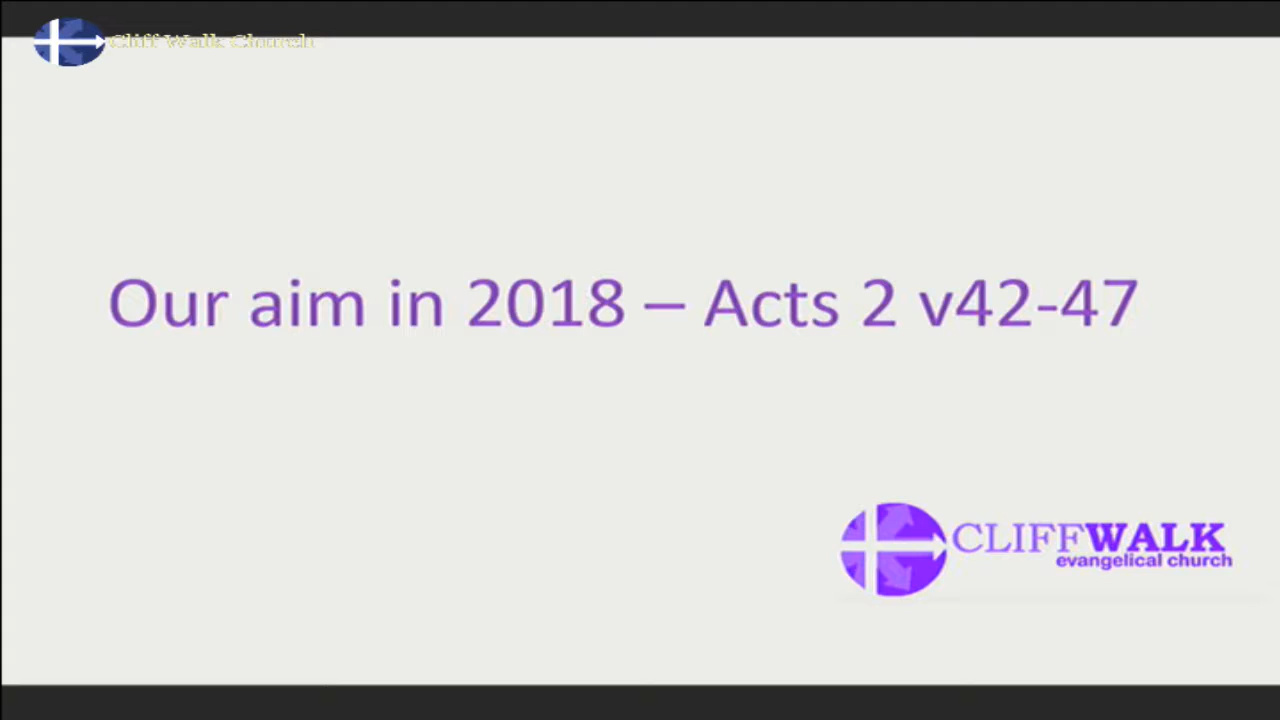 Cliff Walk Church
Our aim in 2018 – Acts 2 v42-47
CLIFFWALK
evangelical church